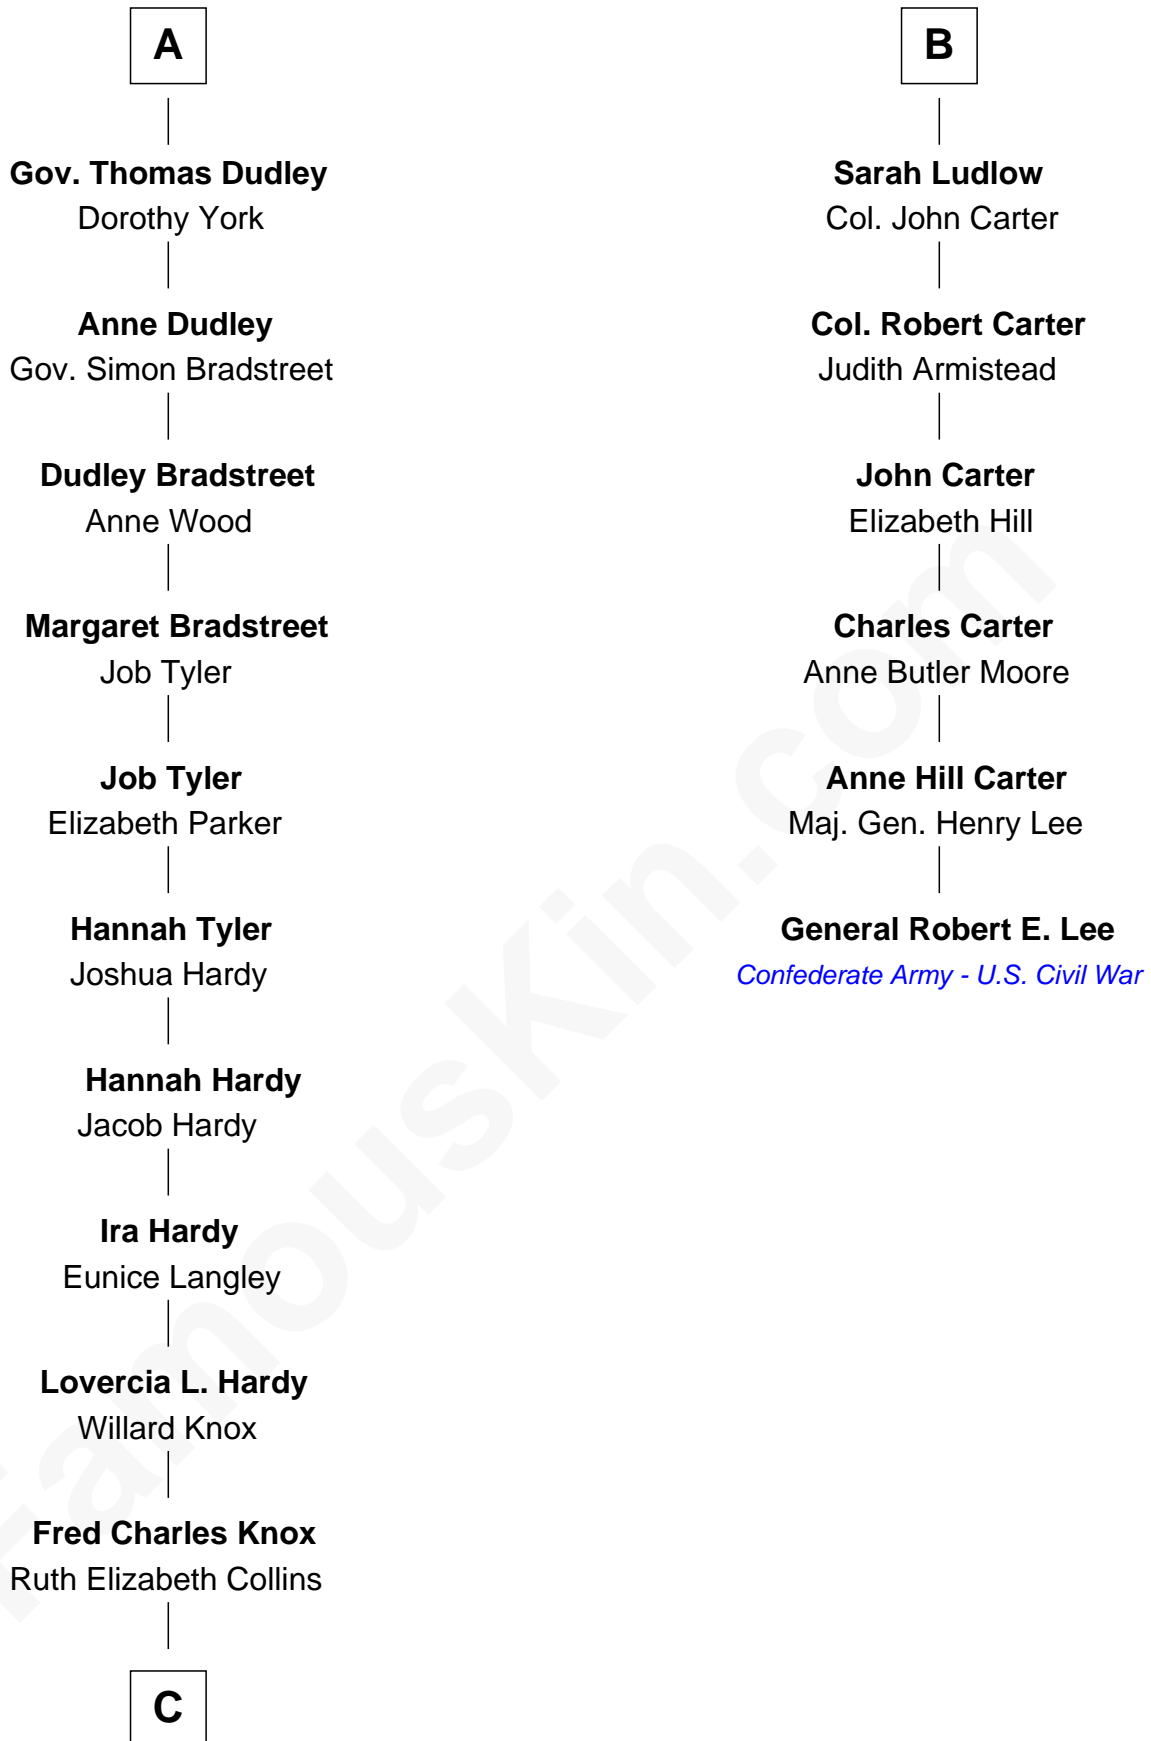 A
Gov. Thomas Dudley
Dorothy York
Anne Dudley
Gov. Simon Bradstreet
Dudley Bradstreet
Anne Wood
Margaret Bradstreet
Job Tyler
Job Tyler
Elizabeth Parker
Hannah Tyler
Joshua Hardy
Hannah Hardy
Jacob Hardy
Ira Hardy
Eunice Langley
Lovercia L. Hardy
Willard Knox
Fred Charles Knox
Ruth Elizabeth Collins
C
B
Sarah Ludlow
Col. John Carter
Col. Robert Carter
Judith Armistead
John Carter
Elizabeth Hill
Charles Carter
Anne Butler Moore
Anne Hill Carter
Maj. Gen. Henry Lee
General Robert E. Lee
Confederate Army - U.S. Civil War
FamousKin.com